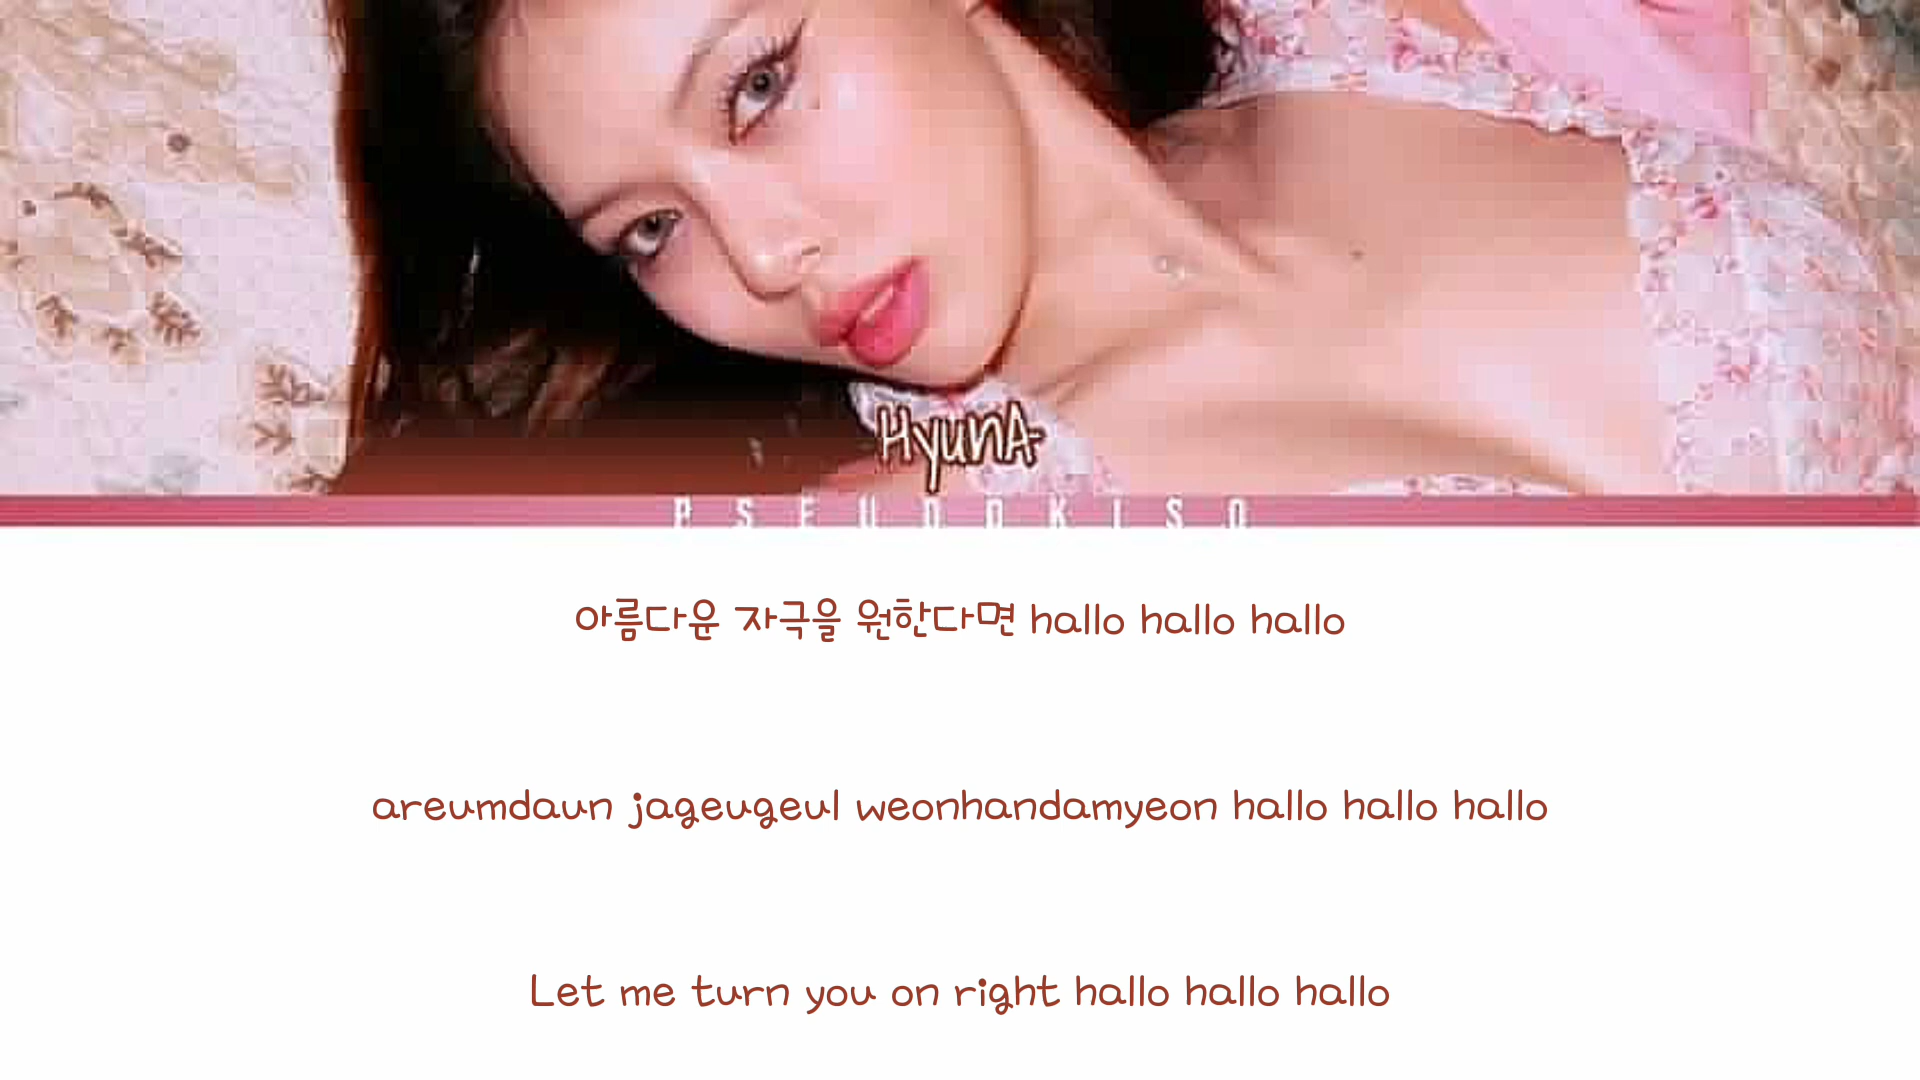 HyunA
PSEUDOKISO
아름다운 자극을 원한다면 hallo hallo hallo
areumdaun jageugeul weonhandamyeon hallo hallo hallo
Let me turn you on right hallo hallo hallo